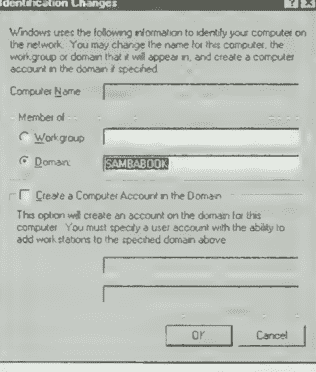 Identification Changes
Windows uses the following information to identify your computer on
the network. You may change the name for this computer, the
workgroup or domain that it will appear in, and create a computer
account in the domain if specified.
Computer Name
Member of
Workgroup
Domain:
SAMBABOOK
Create a Computer Account in the Domain
This option will create an account on the domain for this
computer. You must specify a user account with the ability to
add workstations to the specified domain above
OK
Cancel